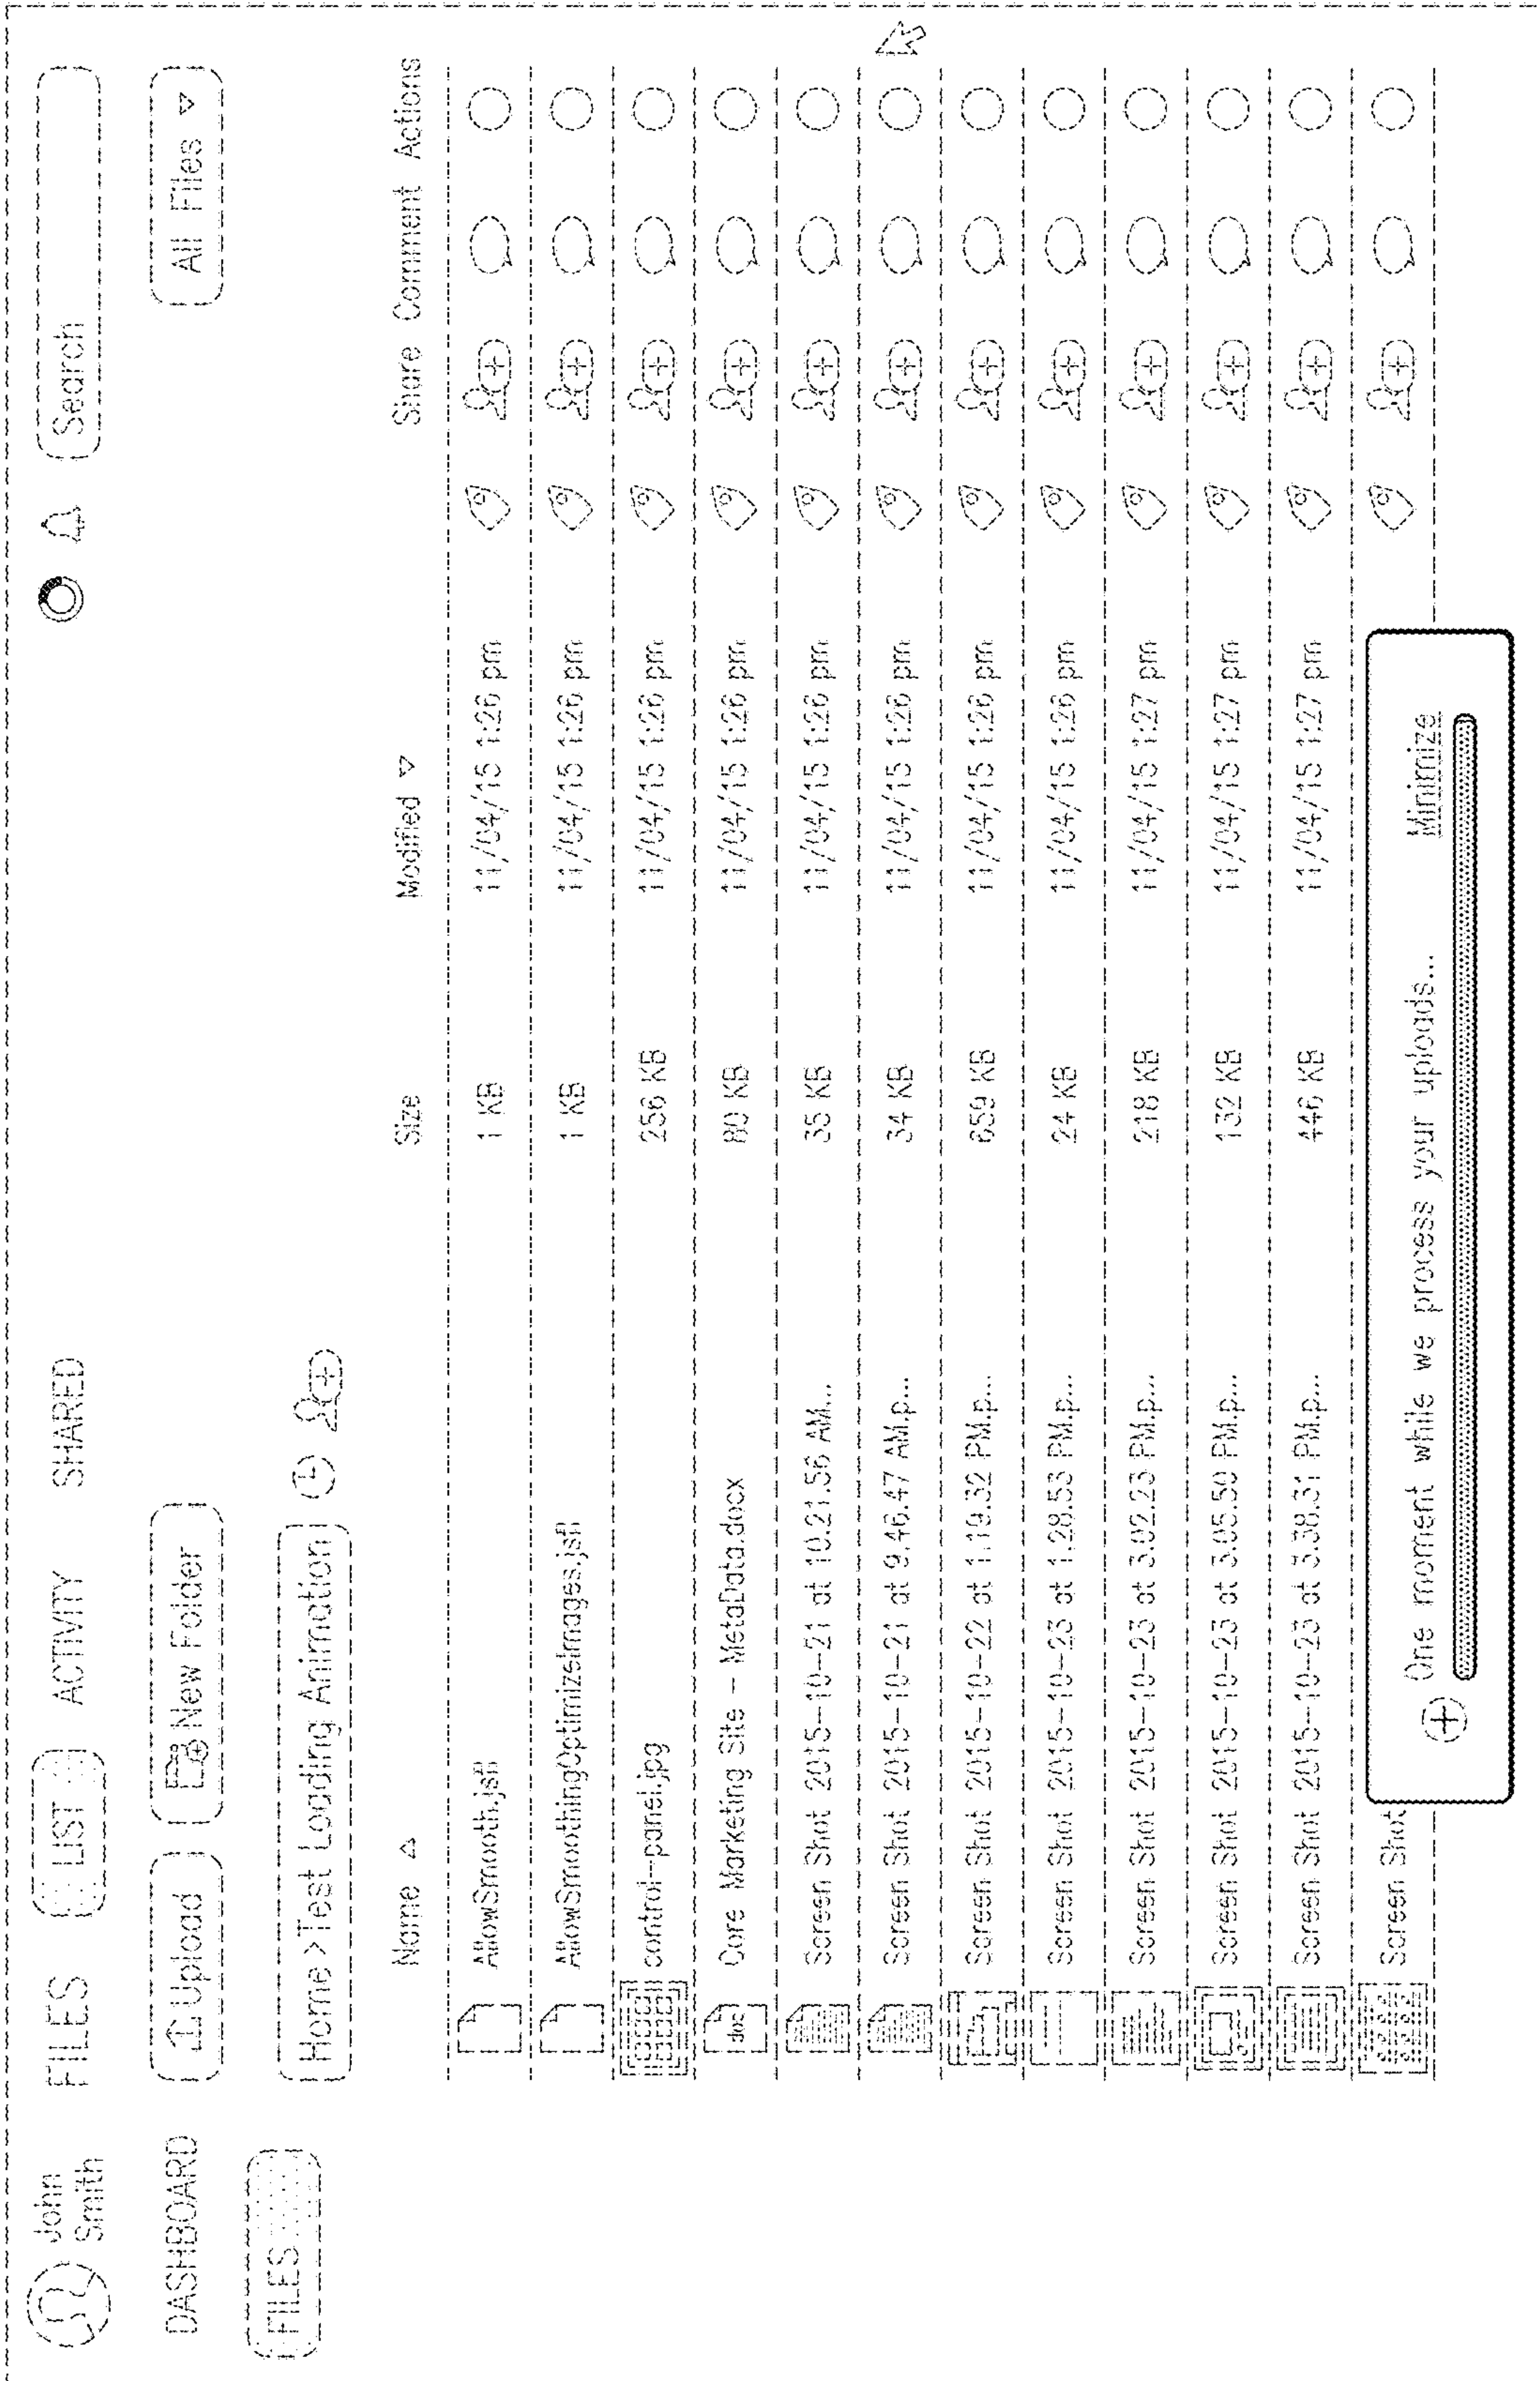 John Smith FILES LIST ACTIVITY SHARED Search
DASHBOARD Upload New Folder All Files
FILES Home >Test Loading Animation
Name Size Modified Share Comment Actions
AllowSmooth.jsfl 1 KB 11/04/15 1:26 pm
AllowSmoothingOptimizeImages.jsfl 1 KB 11/04/15 1:26 pm
control-panel.jpg 256 KB 11/04/15 1:26 pm
doc Core Marketing Site – MetaData.docx 80 KB 11/04/15 1:26 pm
Screen Shot 2015-10-21 at 10.21.56 AM... 35 KB 11/04/15 1:26 pm
Screen Shot 2015-10-21 at 9.46.47 AM.p... 34 KB 11/04/15 1:26 pm
Screen Shot 2015-10-22 at 1.19.32 PM.p... 659 KB 11/04/15 1:26 pm
Screen Shot 2015-10-23 at 1.28.53 PM.p... 24 KB 11/04/15 1:26 pm
Screen Shot 2015-10-23 at 3.02.23 PM.p... 218 KB 11/04/15 1:27 pm
Screen Shot 2015-10-23 at 3.05.59 PM.p... 132 KB 11/04/15 1:27 pm
Screen Shot 2015-10-23 at 3.38.31 PM.p... 446 KB 11/04/15 1:27 pm
Screen Shot
One moment while we process your uploads... Minimize